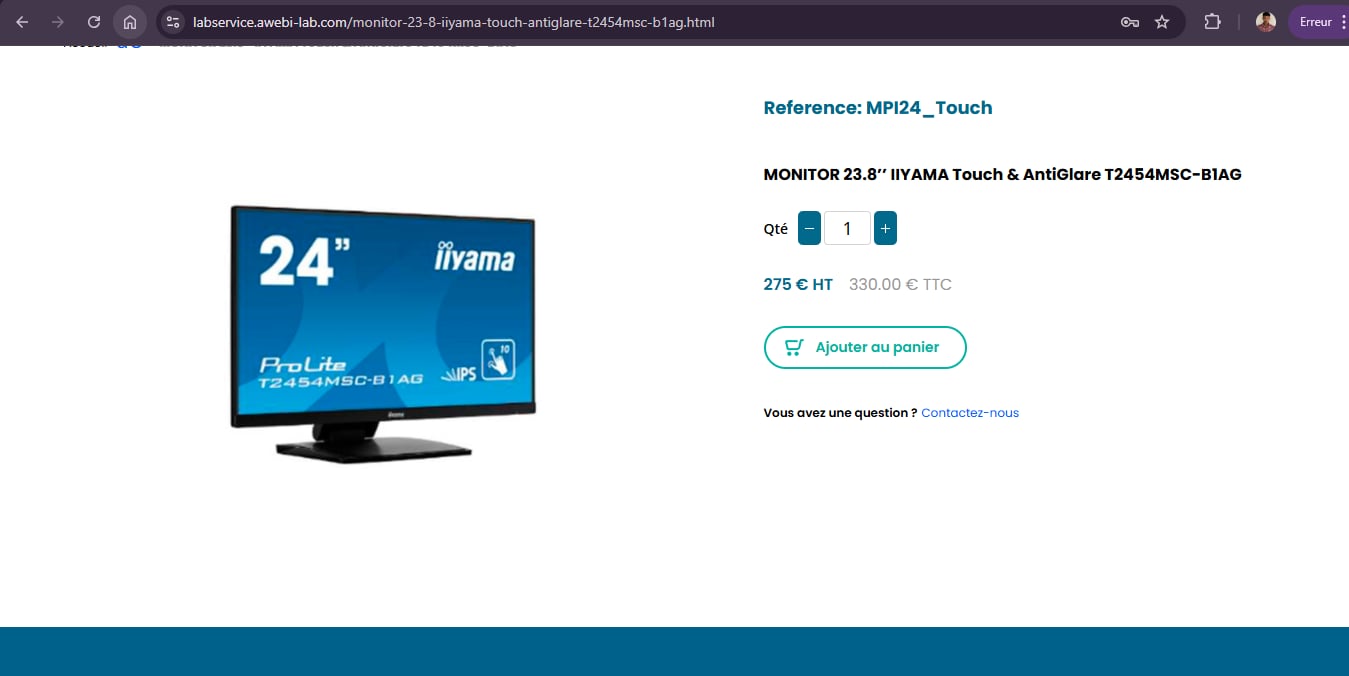 labservice.awebi-lab.com/monitor-23-8-iiyama-touch-antiglare-t2454msc-b1ag.html
Erreur
Reference: MPI24_Touch
MONITOR 23.8’’ IIYAMA Touch & AntiGlare T2454MSC-B1AG
Qté
−
1
+
275 € HT 330.00 € TTC
Ajouter au panier
Vous avez une question ? Contactez-nous
24”
iiyama
ProLite
T2454MSC-B1AG
IPS
10
iiyama